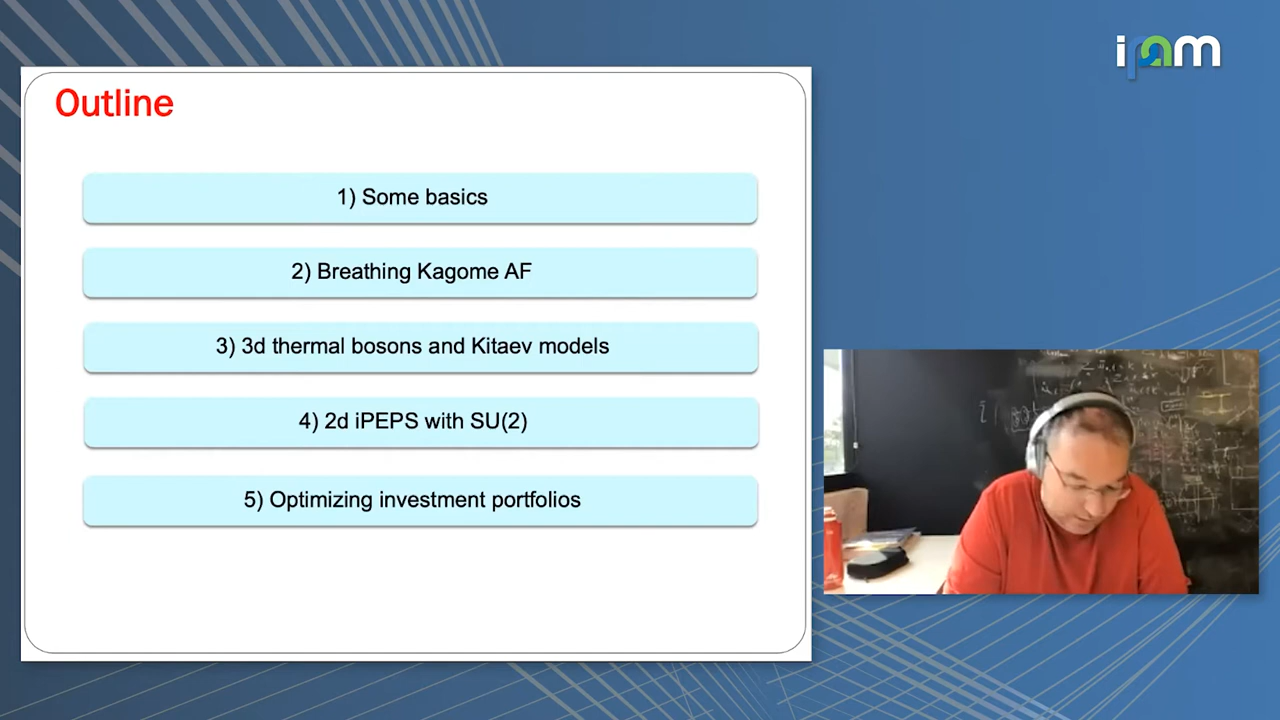 ipam
Outline
1) Some basics
2) Breathing Kagome AF
3) 3d thermal bosons and Kitaev models
4) 2d iPEPS with SU(2)
5) Optimizing investment portfolios